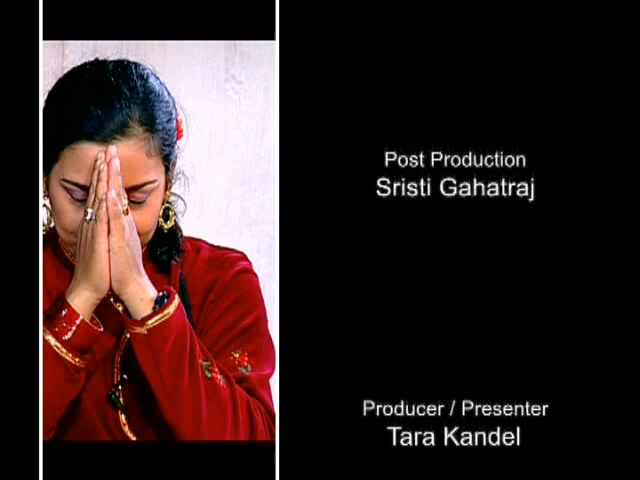 Post Production
Sristi Gahatraj
Producer / Presenter
Tara Kandel